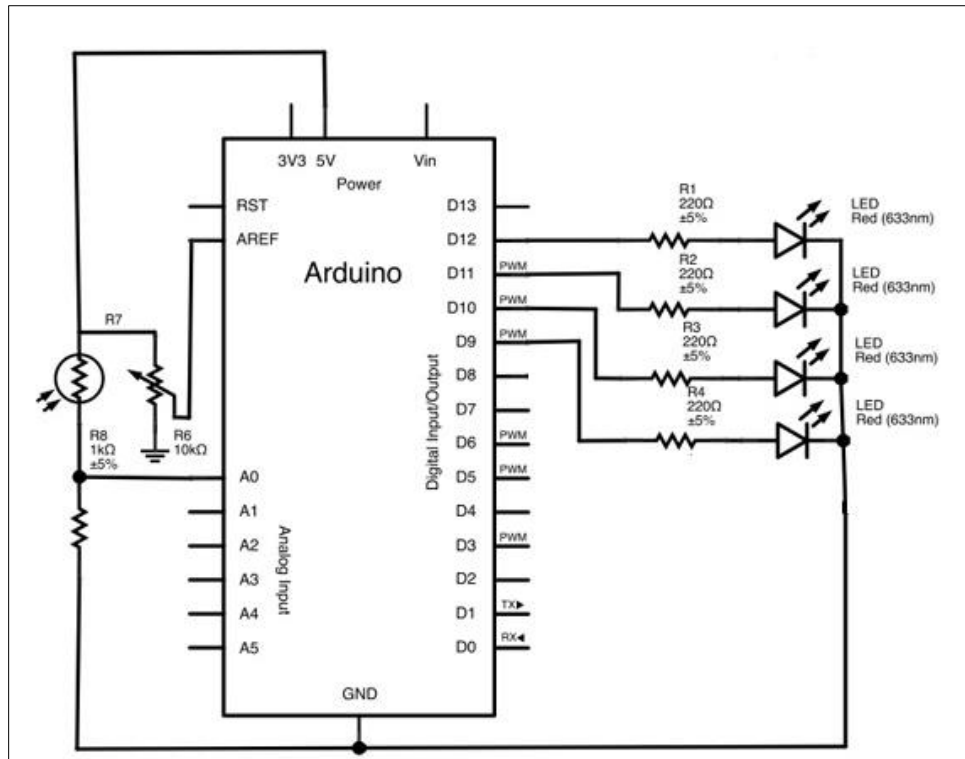 3V3 5V Vin
Power
RST
AREF
Arduino
D13
D12
PWM D11
PWM D10
PWM D9
D8
D7
PWM D6
PWM D5
D4
PWM D3
D2
TX▶ D1
RX◀ D0
Digital Input/Output
A0
A1
A2
A3
A4
A5
Analog Input
GND
R7
R6
10kΩ
R8
1kΩ
±5%
R1
220Ω
±5%
R2
220Ω
±5%
R3
220Ω
±5%
R4
220Ω
±5%
LED
Red (633nm)
LED
Red (633nm)
LED
Red (633nm)
LED
Red (633nm)